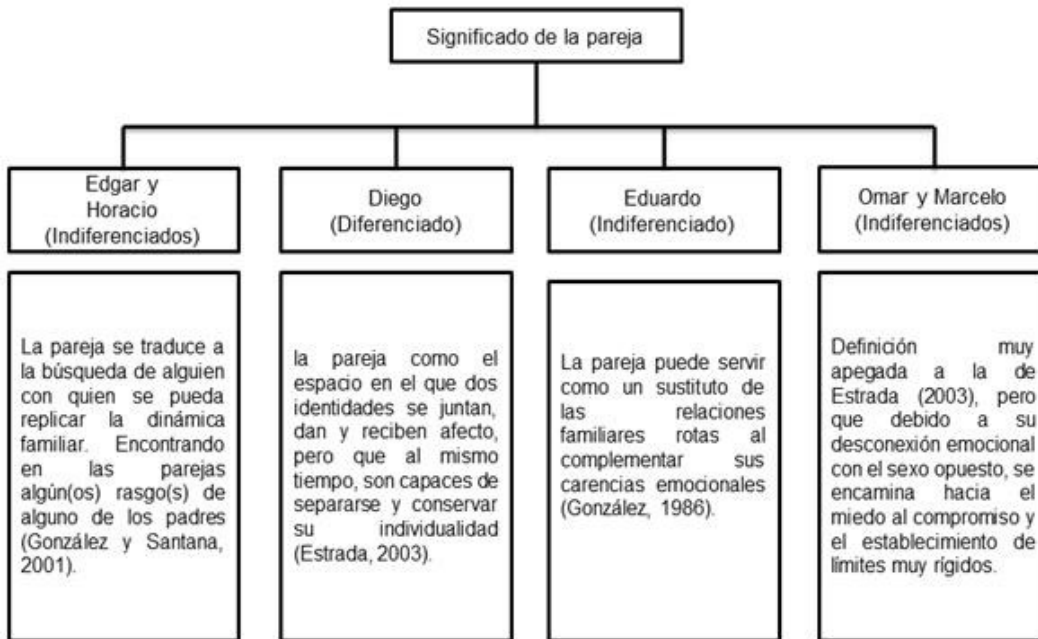 Significado de la pareja
Edgar y
Horacio
(Indiferenciados)
La pareja se traduce a
la búsqueda de alguien
con quien se pueda
replicar la dinámica
familiar. Encontrando
en las parejas
algún(os) rasgo(s) de
alguno de los padres
(González y Santana,
2001).
Diego
(Diferenciado)
la pareja como el
espacio en el que dos
identidades se juntan,
dan y reciben afecto,
pero que al mismo
tiempo, son capaces de
separarse y conservar
su individualidad
(Estrada, 2003).
Eduardo
(Indiferenciado)
La pareja puede servir
como un sustituto de
las relaciones
familiares rotas al
complementar sus
carencias emocionales
(González, 1986).
Omar y Marcelo
(Indiferenciados)
Definición muy
apegada a la de
Estrada (2003), pero
que debido a su
desconexión emocional
con el sexo opuesto, se
encamina hacia el
miedo al compromiso y
el establecimiento de
límites muy rígidos.